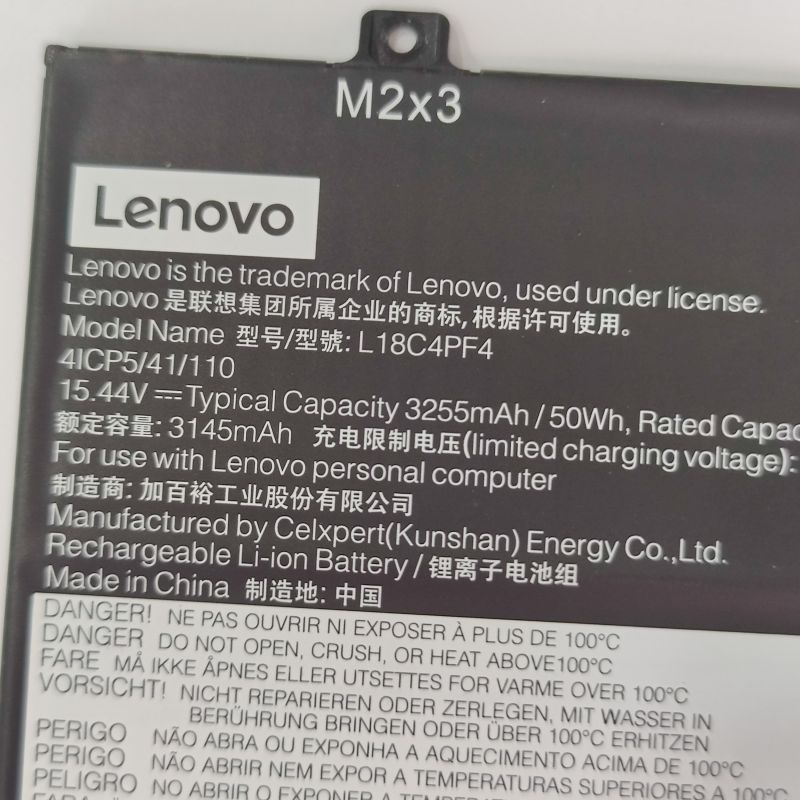 M2x3
Lenovo
Lenovo is the trademark of Lenovo, used under license.
Lenovo 是联想集团所属企业的商标,根据许可使用。
Model Name 型号/型號: L18C4PF4
4ICP5/41/110
15.44V ⎓ Typical Capacity 3255mAh / 50Wh, Rated
额定容量: 3145mAh 充电限制电压(limited charging voltage):
For use with Lenovo personal computer
制造商: 加百裕工业股份有限公司
Manufactured by Celxpert(Kunshan) Energy Co.,Ltd.
Rechargeable Li-ion Battery / 锂离子电池组
Made in China 制造地: 中国
DANGER! NE PAS OUVRIR NI EXPOSER À PLUS DE 100°C
DANGER DO NOT OPEN, CRUSH, OR HEAT ABOVE100°C
FARE MÅ IKKE ÅPNES ELLER UTSETTES FOR VARME OVER 100°C
VORSICHT! NICHT REPARIEREN ODER ZERLEGEN, MIT WASSER IN
BERÜHRUNG BRINGEN ODER ÜBER 100°C ERHITZEN
PERIGO NÃO ABRA OU EXPONHA A AQUECIMENTO ACIMA DE 100°C
PERIGO NÃO ABRIR NEM EXPOR A TEMPERATURAS SUPERIORES A 100°C
PELIGRO NO ABRIR O EXPONER A